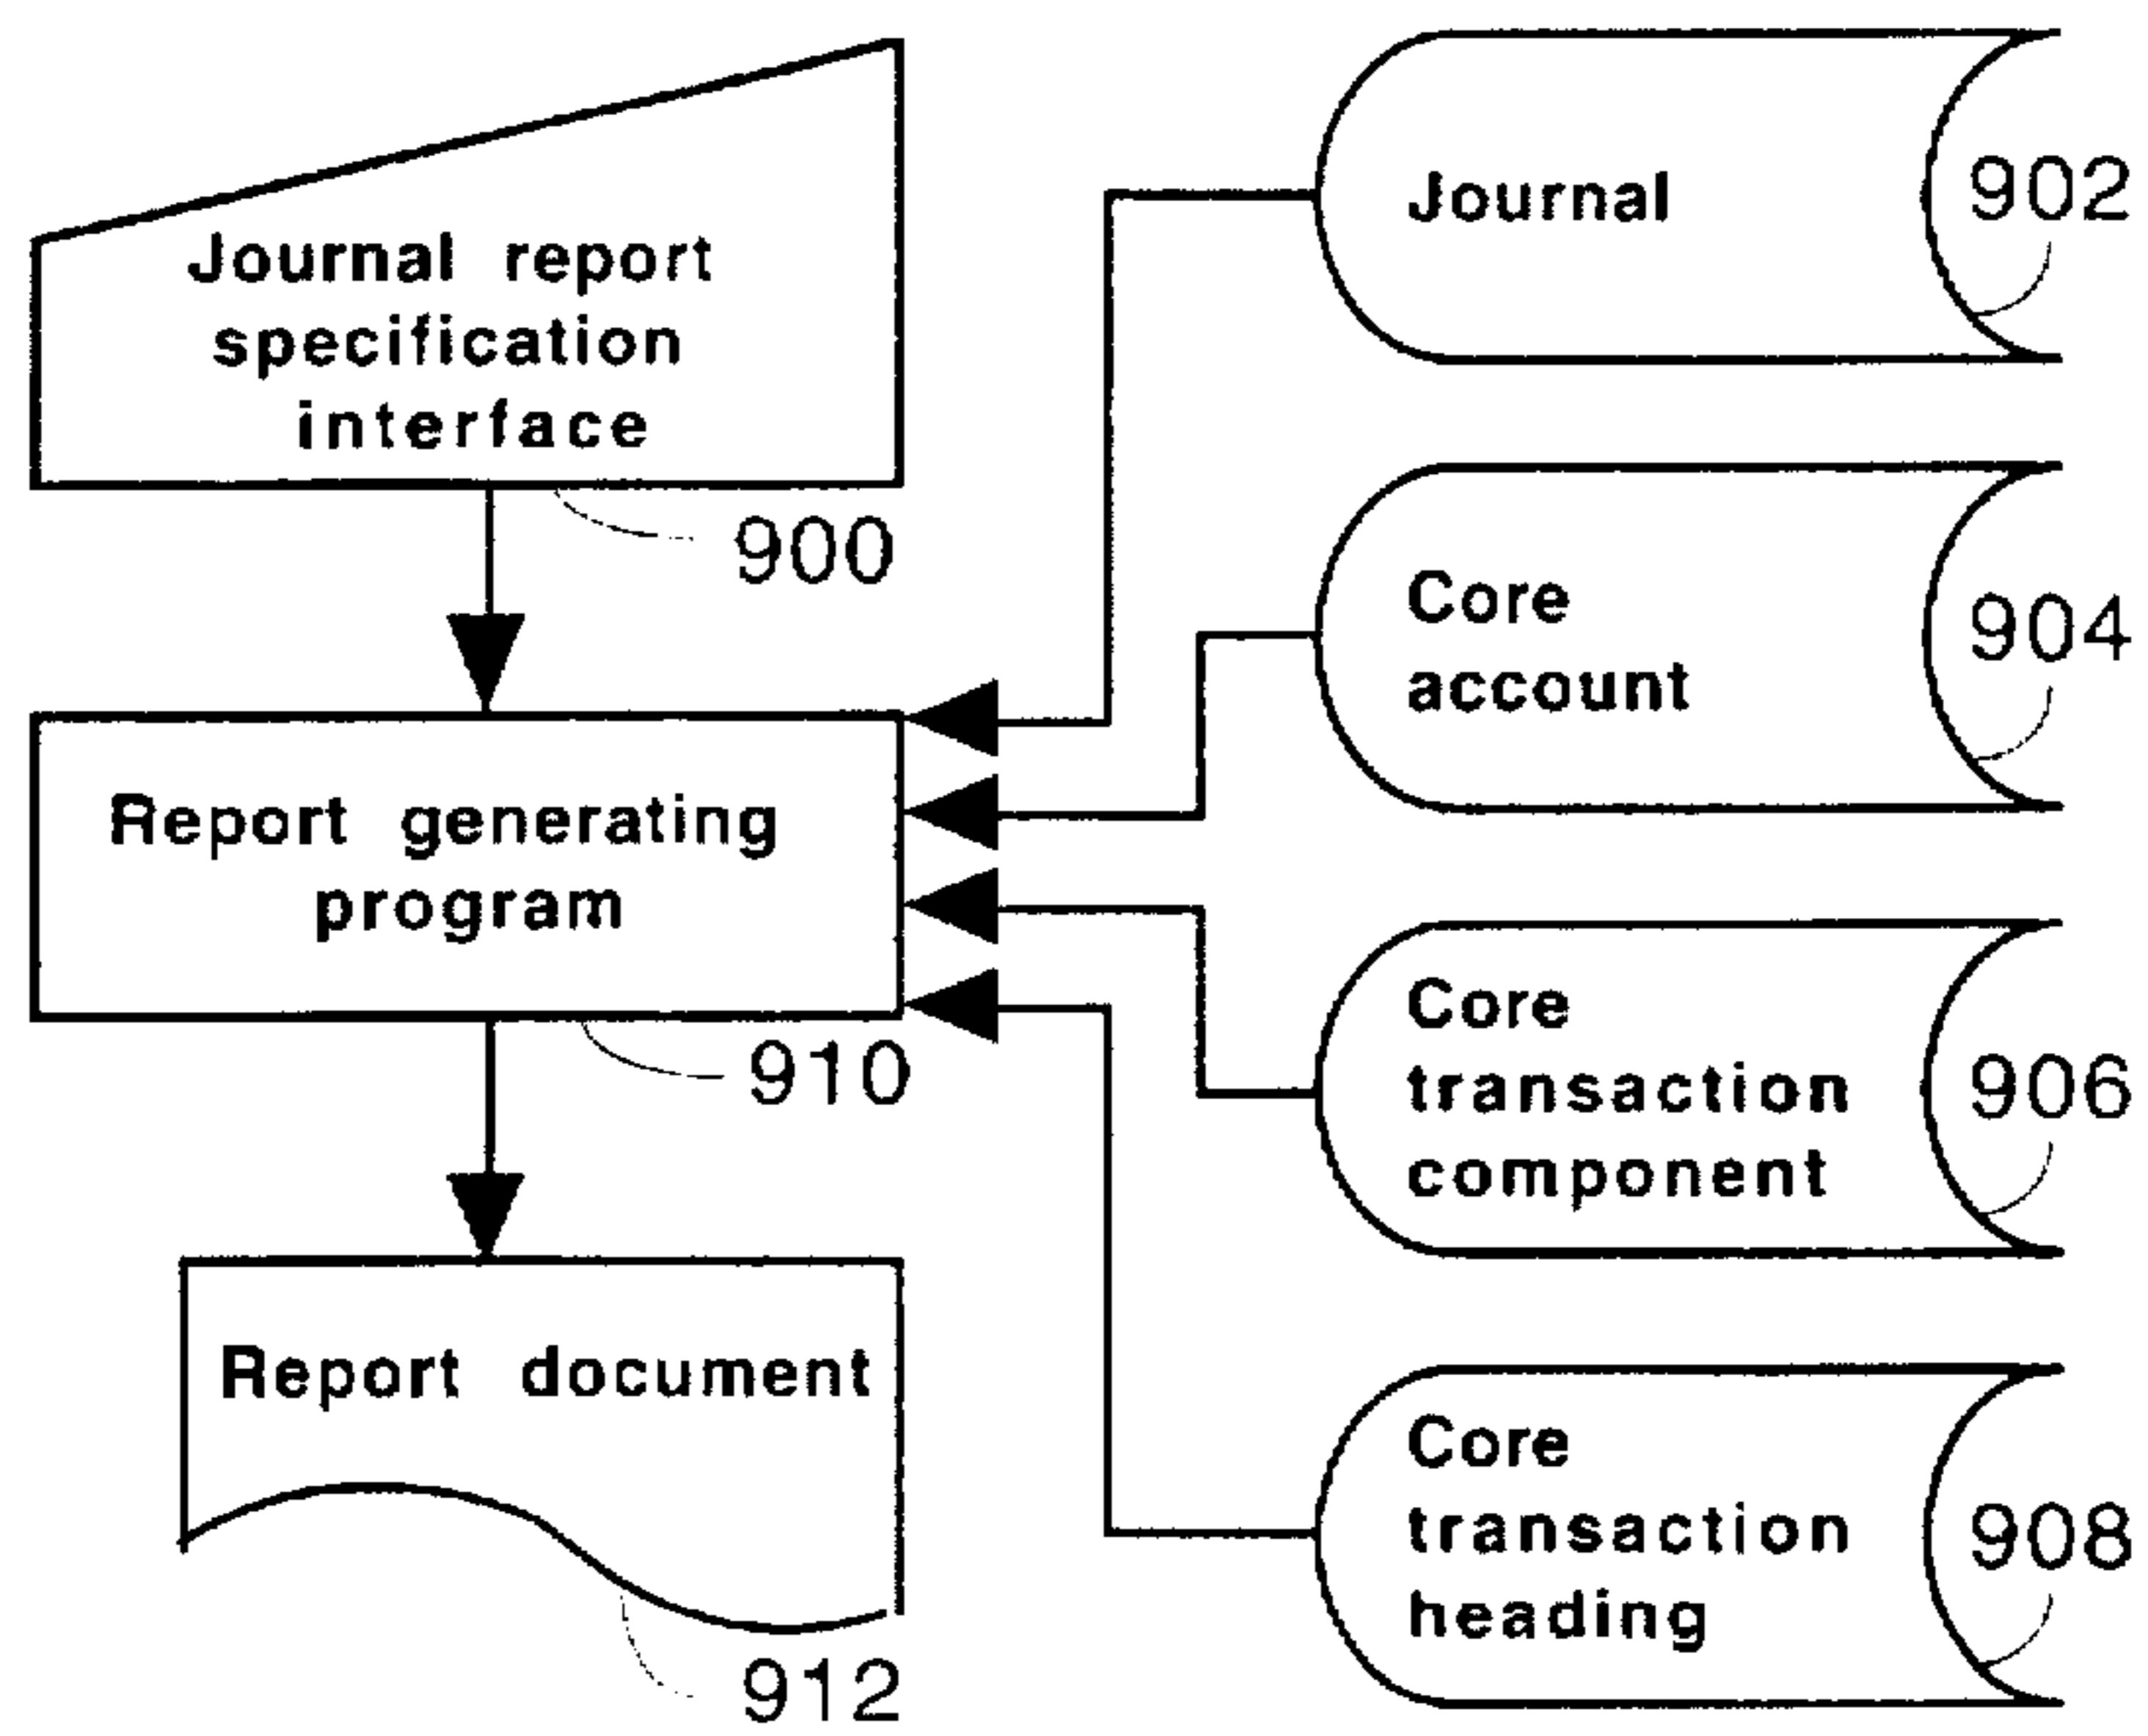 Journal report
specification
interface
900
Report generating
program
910
Report document
912
Journal
902
Core
account
904
Core
transaction
component
906
Core
transaction
heading
908